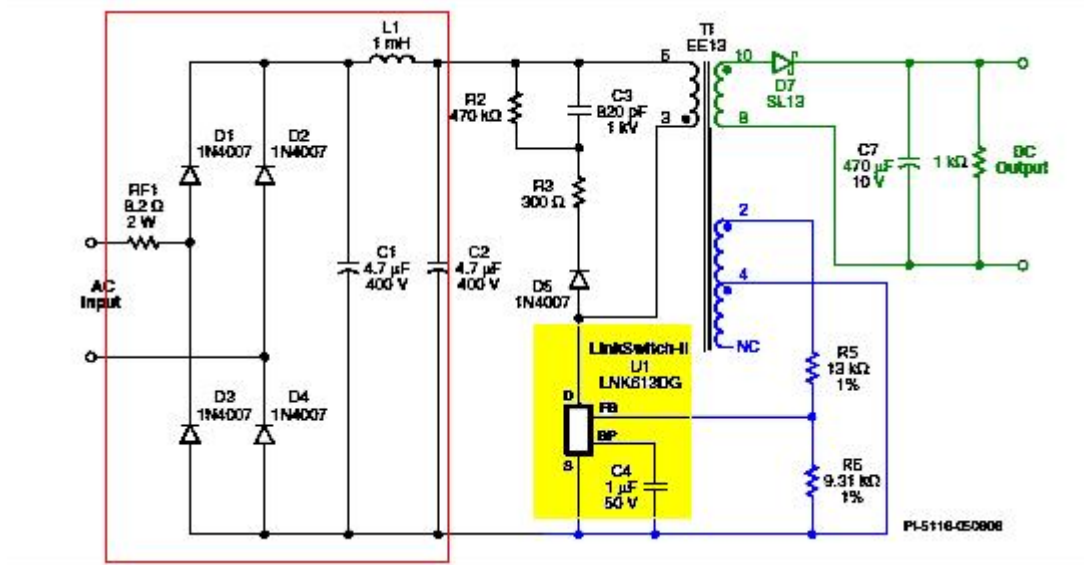 L1
1 mH
T1
EE13
5
10
D7
SL13
R2
470 kΩ
C3
820 pF
1 kV
3
8
D1
1N4007
D2
1N4007
C7
470 µF
10 V
1 kΩ
DC
Output
RF1
8.2 Ω
2 W
R3
300 Ω
2
C1
4.7 µF
400 V
C2
4.7 µF
400 V
4
AC
Input
D5
1N4007
NC
LinkSwitch-II
U1
LNK613DG
R5
13 kΩ
1%
D3
1N4007
D4
1N4007
D
FB
BP
S
C4
1 µF
50 V
R6
9.31 kΩ
1%
PI-5116-050808